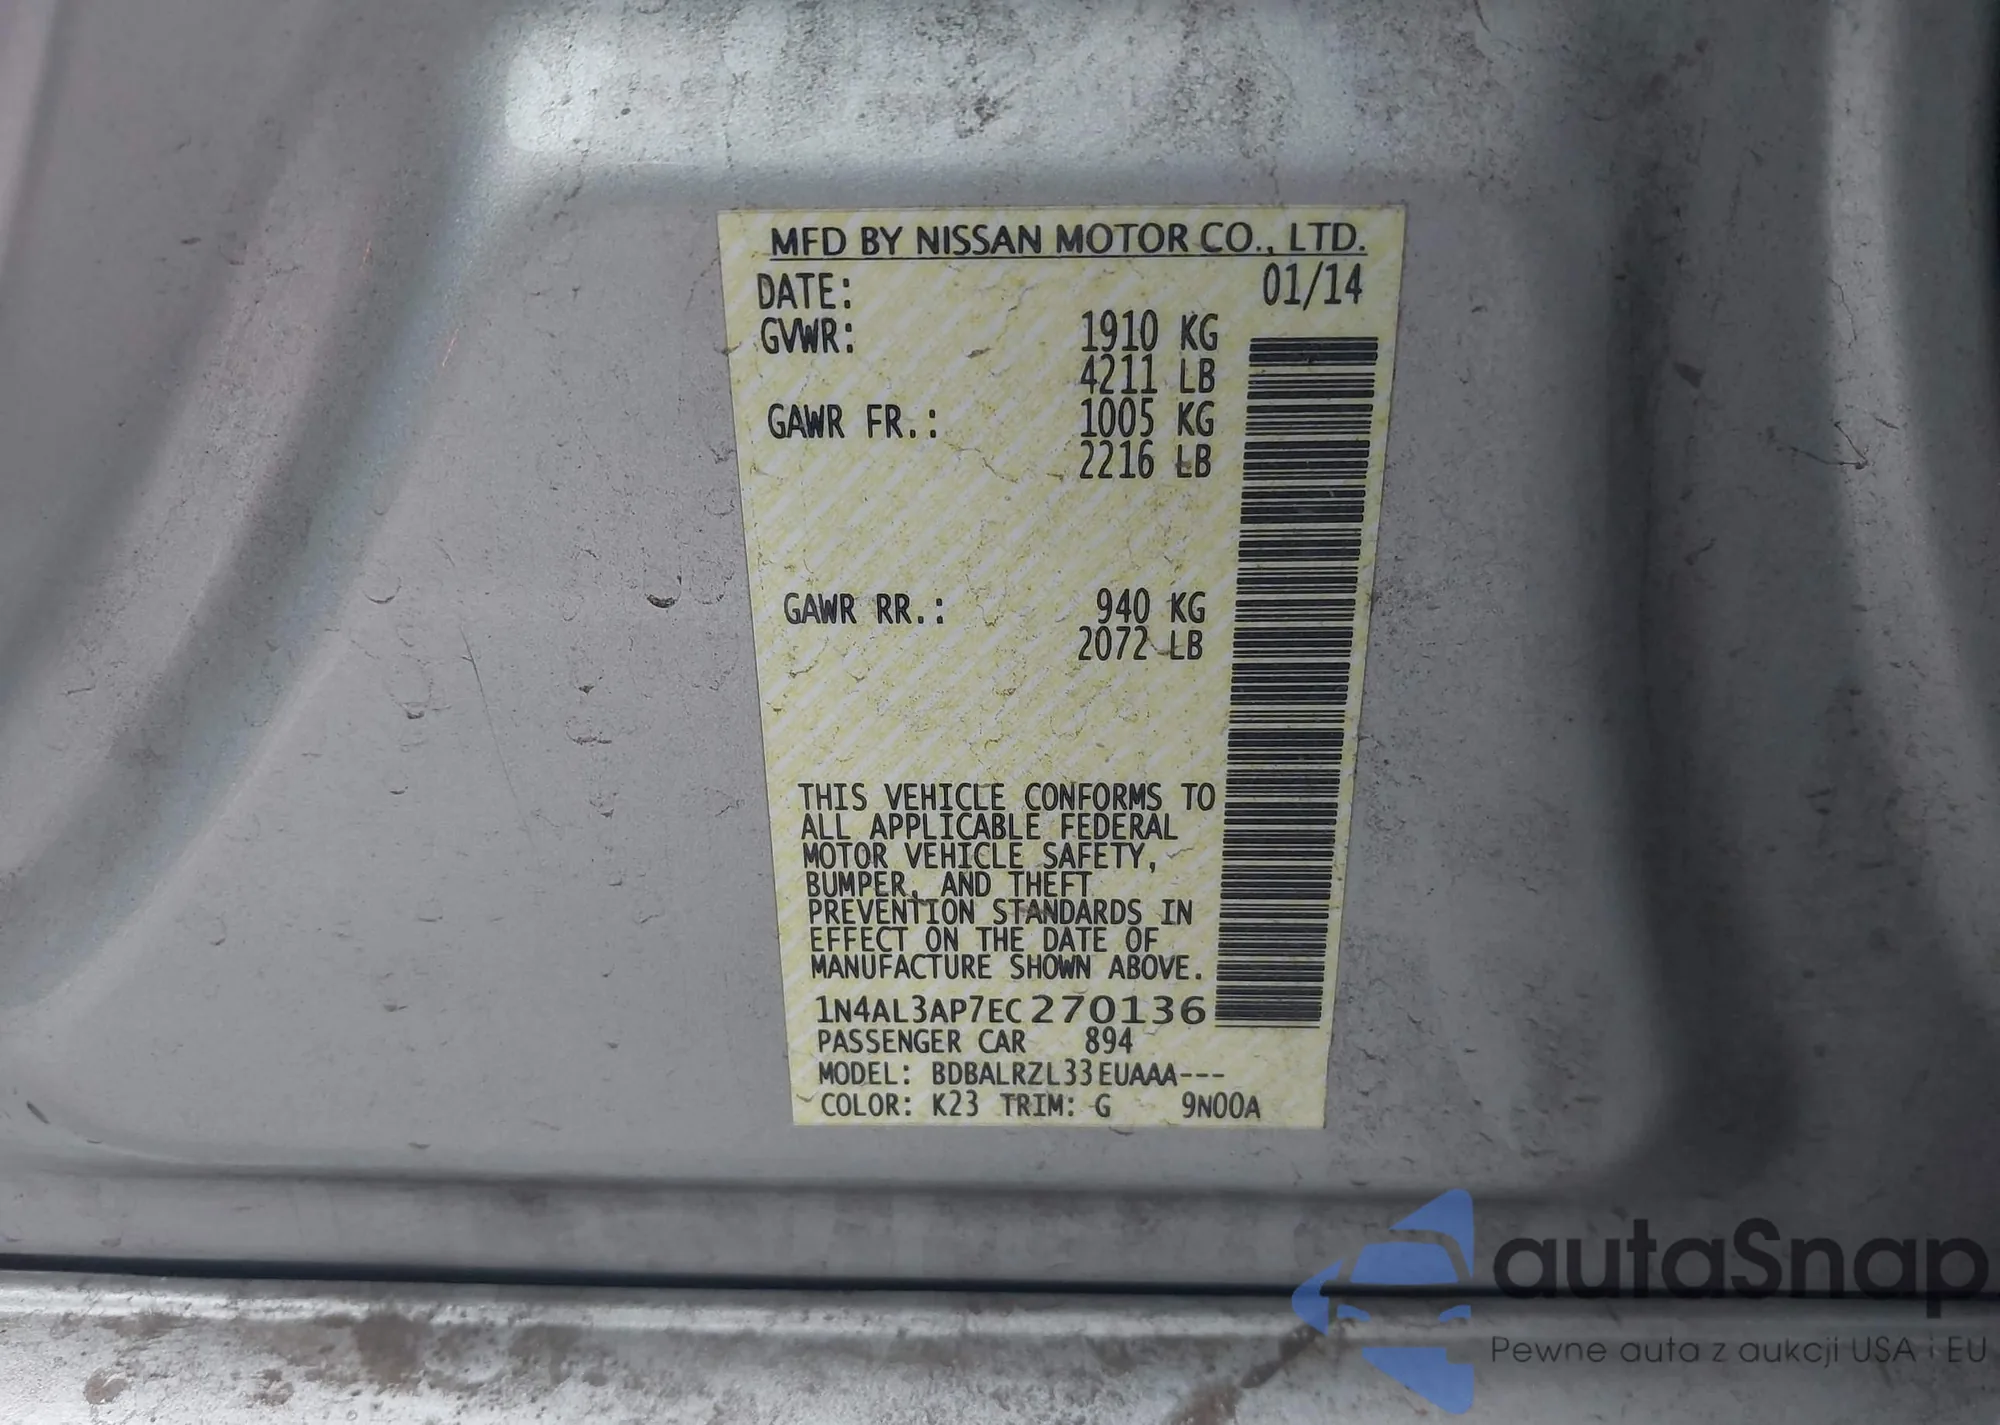 MFD BY NISSAN MOTOR CO., LTD.
DATE: 01/14
GVWR: 1910 KG
4211 LB
GAWR FR.: 1005 KG
2216 LB
GAWR RR.: 940 KG
2072 LB
THIS VEHICLE CONFORMS TO
ALL APPLICABLE FEDERAL
MOTOR VEHICLE SAFETY,
BUMPER, AND THEFT
PREVENTION STANDARDS IN
EFFECT ON THE DATE OF
MANUFACTURE SHOWN ABOVE.
1N4AL3AP7EC270136
PASSENGER CAR 894
MODEL: BDBALRZL33EUAAA---
COLOR: K23 TRIM: G 9N00A
autaSnap
Pewne auta z aukcji USA i EU